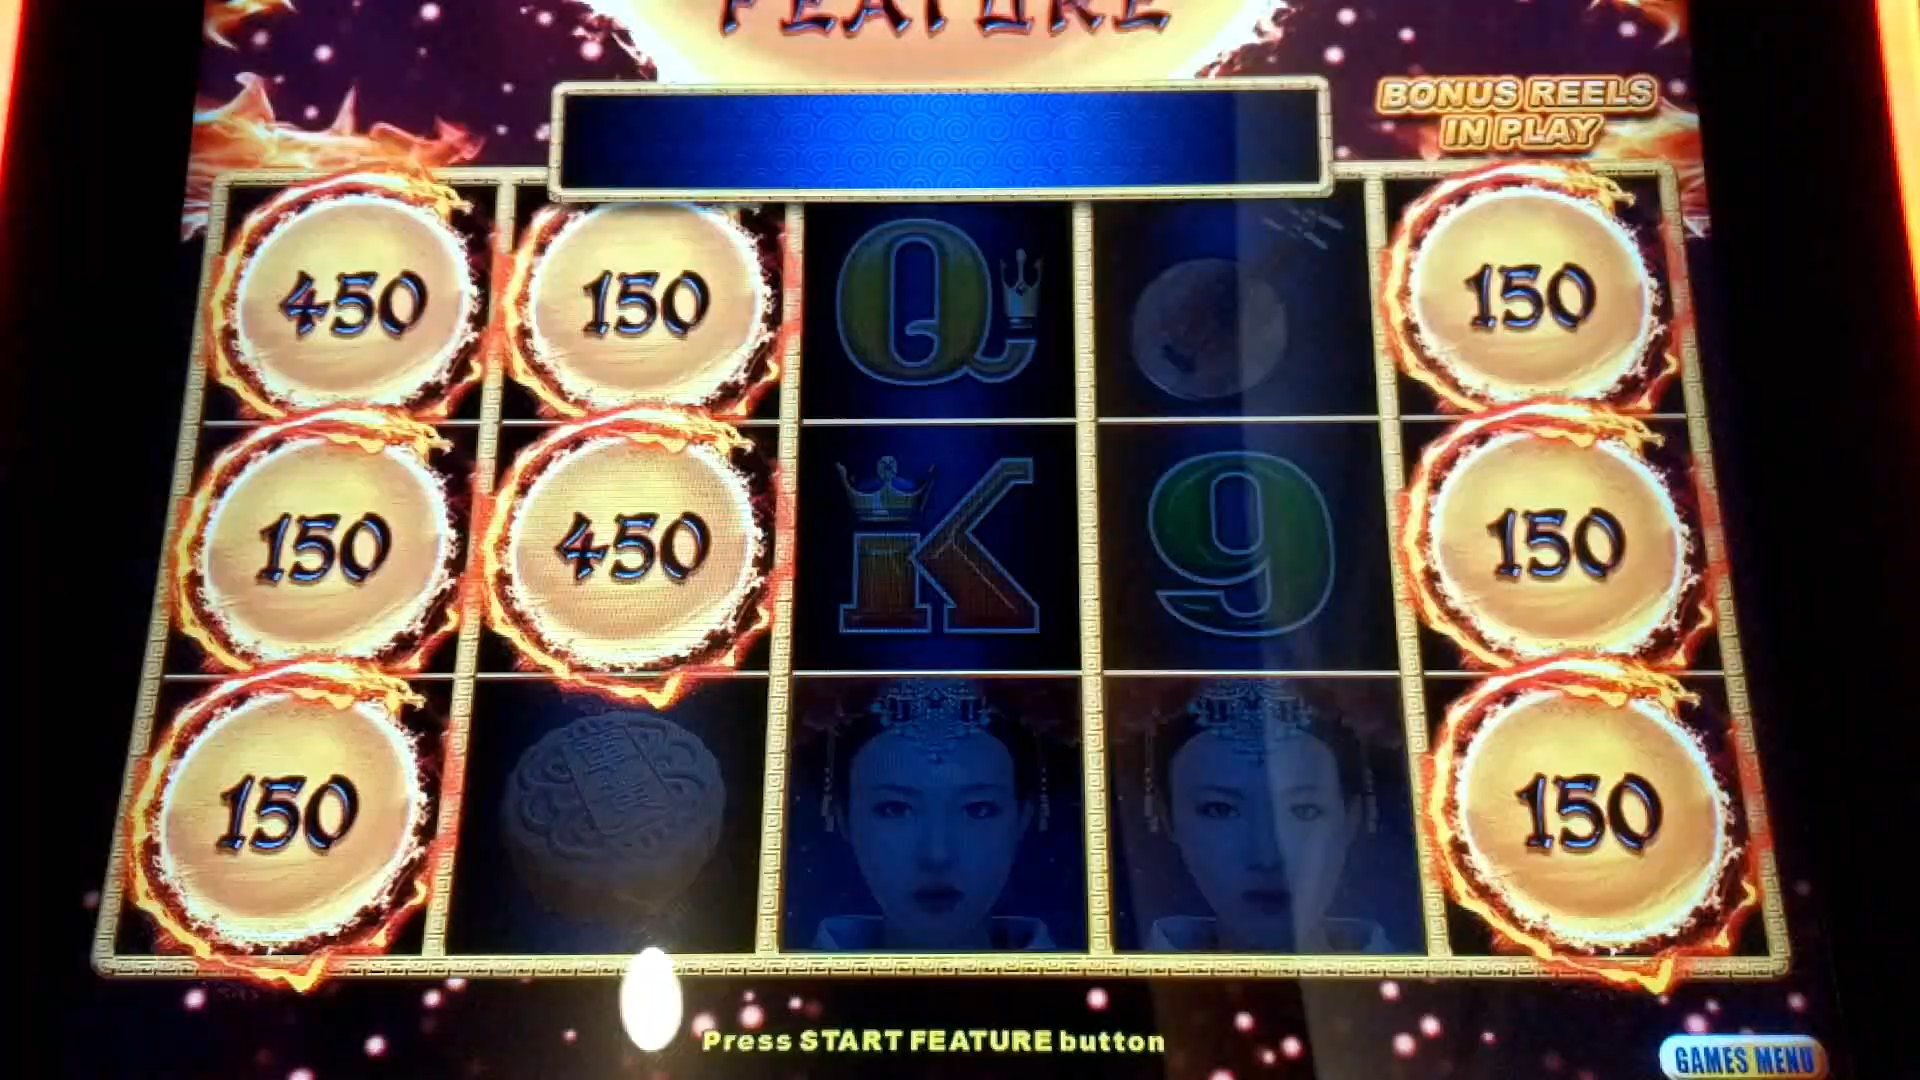 FEATURE
BONUS REELS
IN PLAY
450 150 Q 150
150 450 K 9 150
150 150
Press START FEATURE button
GAMES MENU